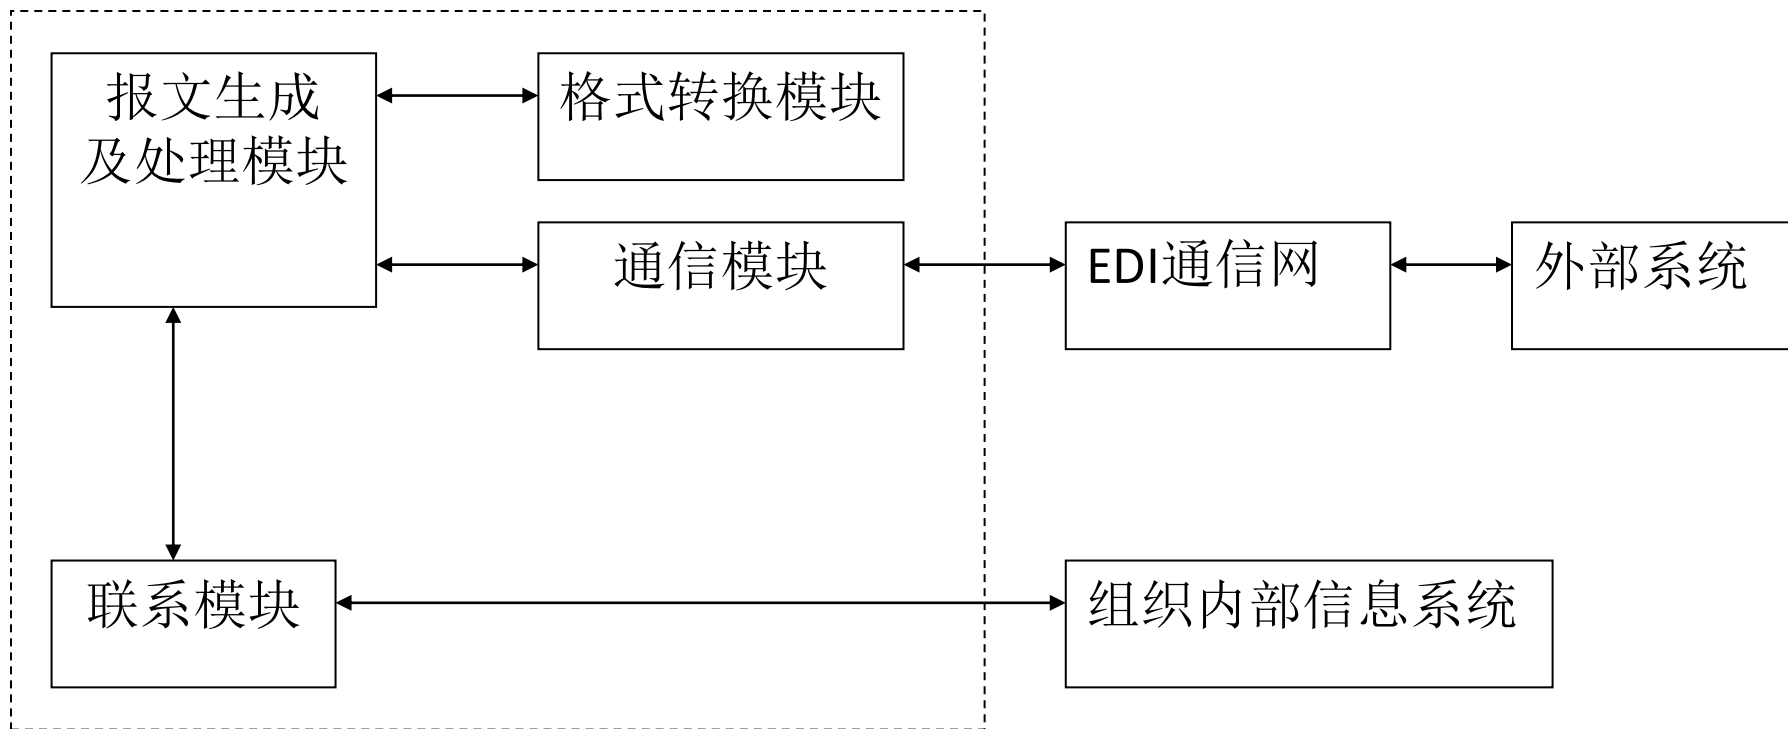 报文生成
及处理模块
格式转换模块
通信模块
EDI通信网
外部系统
联系模块
组织内部信息系统